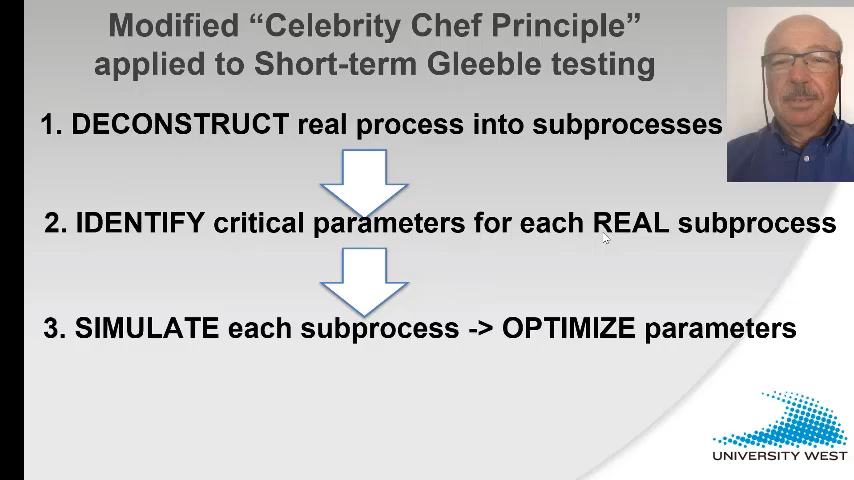 Modified “Celebrity Chef Principle”
applied to Short-term Gleeble testing
1. DECONSTRUCT real process into subprocesses
2. IDENTIFY critical parameters for each REAL subprocess
3. SIMULATE each subprocess -> OPTIMIZE parameters
UNIVERSITY WEST